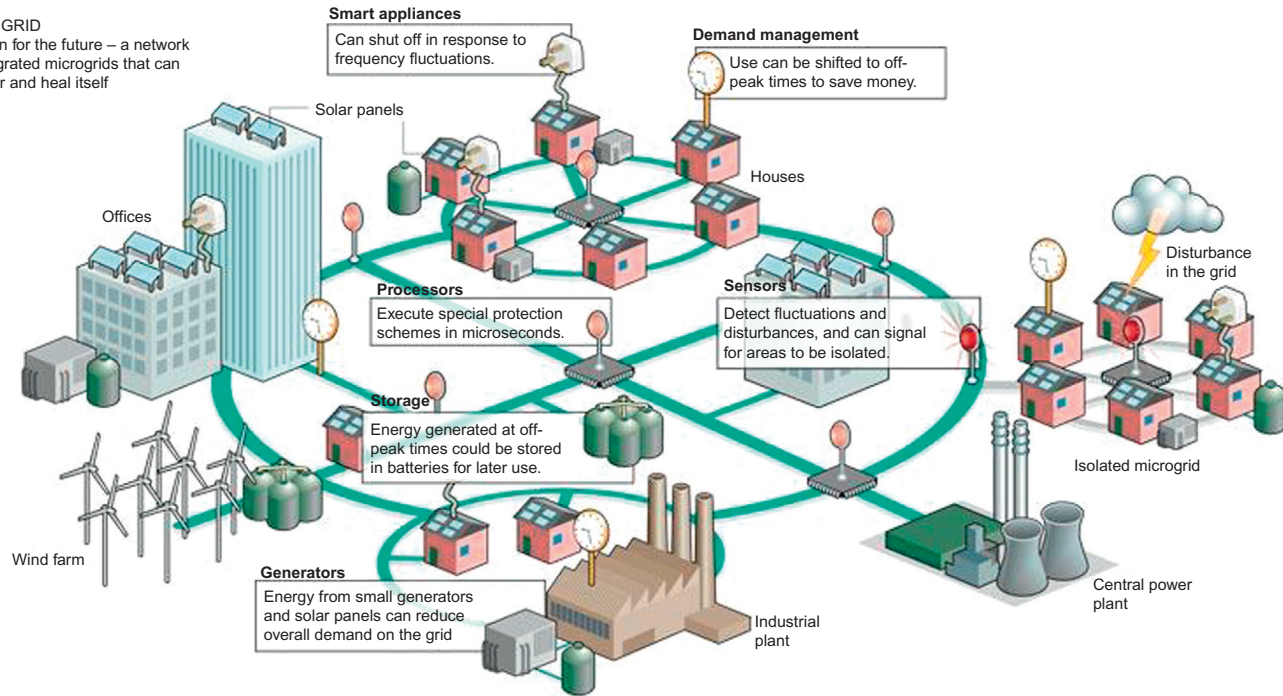 GRID
for the future – a network
microgrids that can
and heal itself
Smart appliances
Can shut off in response to
frequency fluctuations.
Demand management
Use can be shifted to off-
peak times to save money.
Solar panels
Houses
Offices
Disturbance
in the grid
Processors
Execute special protection
schemes in microseconds.
Sensors
Detect fluctuations and
disturbances, and can signal
for areas to be isolated.
Storage
Energy generated at off-
peak times could be stored
in batteries for later use.
Isolated microgrid
Wind farm
Generators
Energy from small generators
and solar panels can reduce
overall demand on the grid
Industrial
plant
Central power
plant